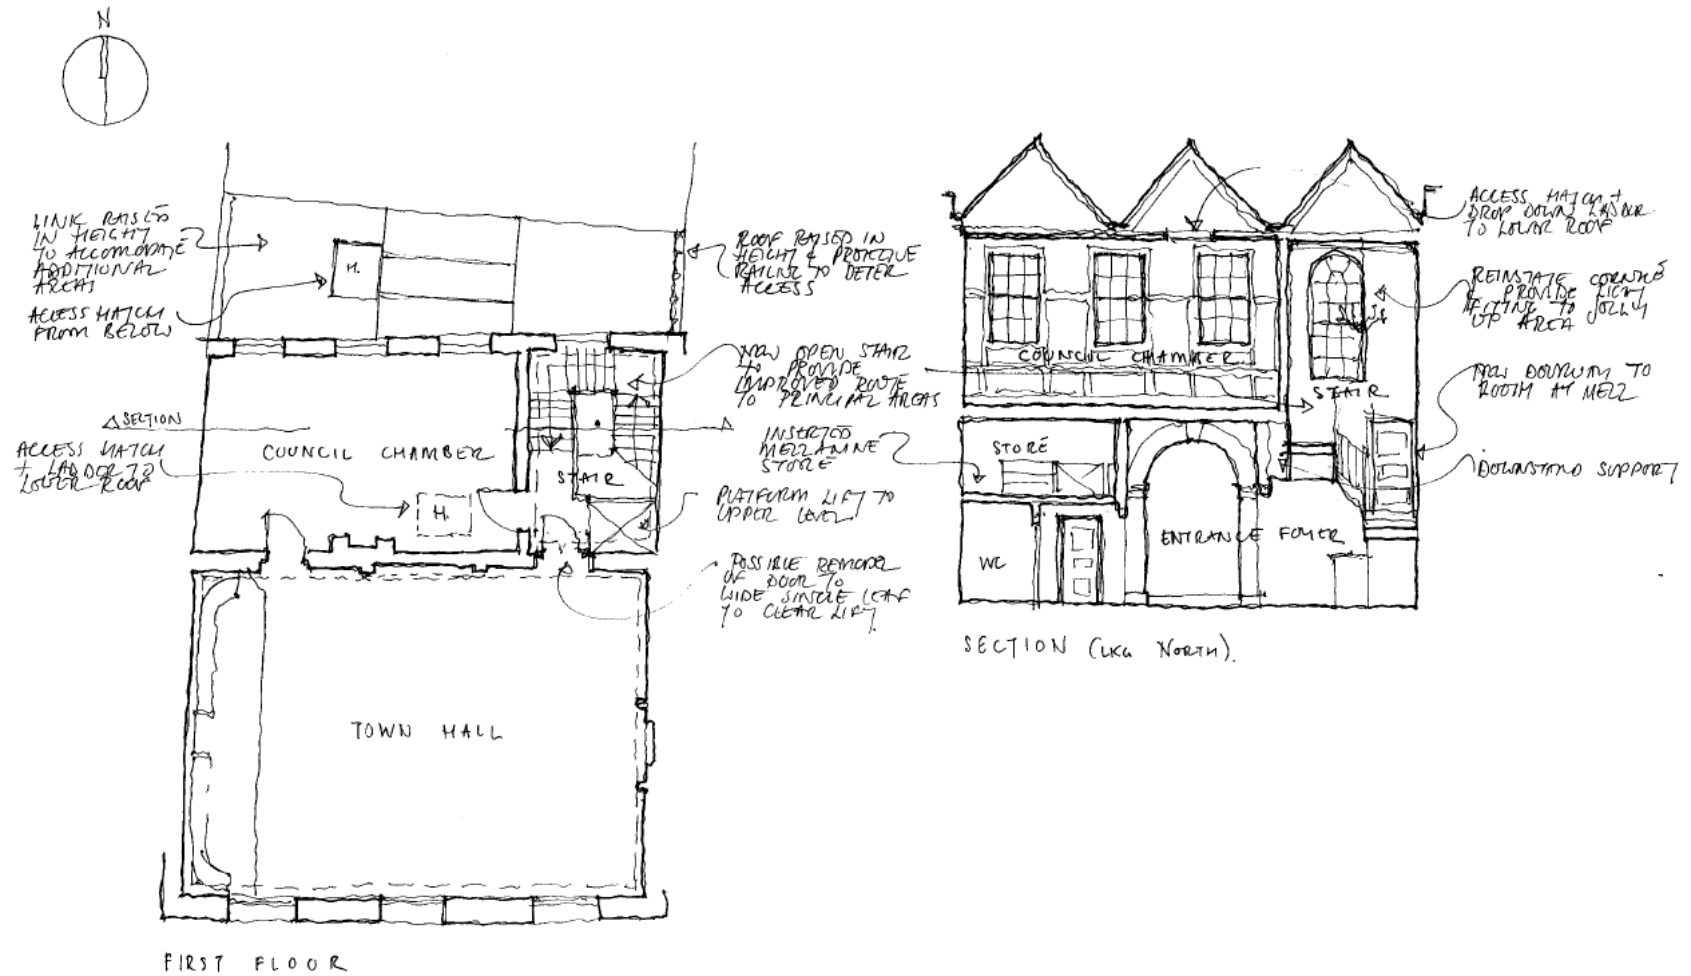 N
LINK RAISED
IN HEIGHT
TO ACCOMODATE
ADDITIONAL
AREAS
ACCESS HATCH
FROM BELOW
H.
ROOF RAISED IN
HEIGHT & PROTECTIVE
RAILING TO DETER
ACCESS
NEW OPEN STAIR
TO PROVIDE
IMPROVED ROUTE
TO PRINCIPAL AREAS
SECTION
ACCESS HATCH
+ LADDER TO
LOWER ROOF
COUNCIL CHAMBER
STAIR
H.
INSERTED
MEZZANINE
STORE
PLATFORM LIFT TO
UPPER LEVEL
POSSIBLE REMODEL
OF DOOR TO
WIDE SINGLE LEAF
TO CLEAR LIFT.
TOWN HALL
FIRST FLOOR
ACCESS HATCH +
DROP DOWN LADDER
TO LOWER ROOF
REINSTATE CORNICE
PROVIDE LIGHT
FITTING TO JOLLY
UP AREA
COUNCIL CHAMBER
STAIR
NEW DOORWAY TO
ROOM AT MEZZ
DOWNSTAND SUPPORT
STORE
ENTRANCE FOYER
WC
SECTION (LKG NORTH).